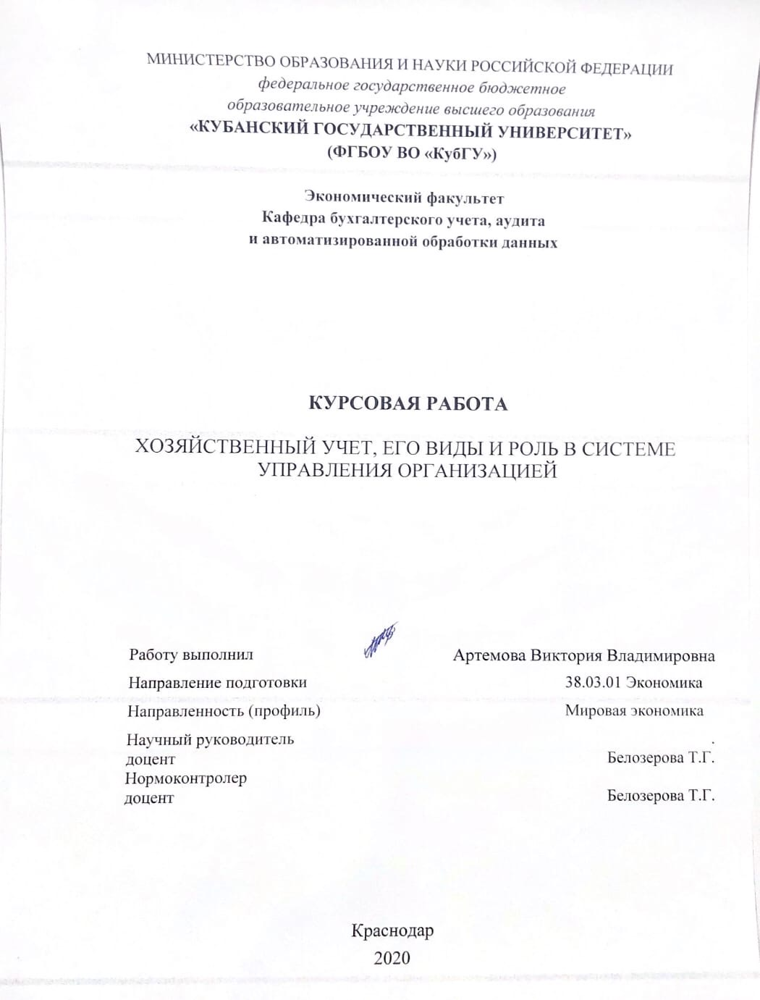 МИНИСТЕРСТВО ОБРАЗОВАНИЯ И НАУКИ РОССИЙСКОЙ ФЕДЕРАЦИИ
федеральное государственное бюджетное
образовательное учреждение высшего образования
«КУБАНСКИЙ ГОСУДАРСТВЕННЫЙ УНИВЕРСИТЕТ»
(ФГБОУ ВО «КубГУ»)
Экономический факультет
Кафедра бухгалтерского учета, аудита
и автоматизированной обработки данных
КУРСОВАЯ РАБОТА
ХОЗЯЙСТВЕННЫЙ УЧЕТ, ЕГО ВИДЫ И РОЛЬ В СИСТЕМЕ
УПРАВЛЕНИЯ ОРГАНИЗАЦИЕЙ
Работу выполнил Артемова Виктория Владимировна
Направление подготовки 38.03.01 Экономика
Направленность (профиль) Мировая экономика
Научный руководитель .
доцент Белозерова Т.Г.
Нормоконтролер
доцент Белозерова Т.Г.
Краснодар
2020